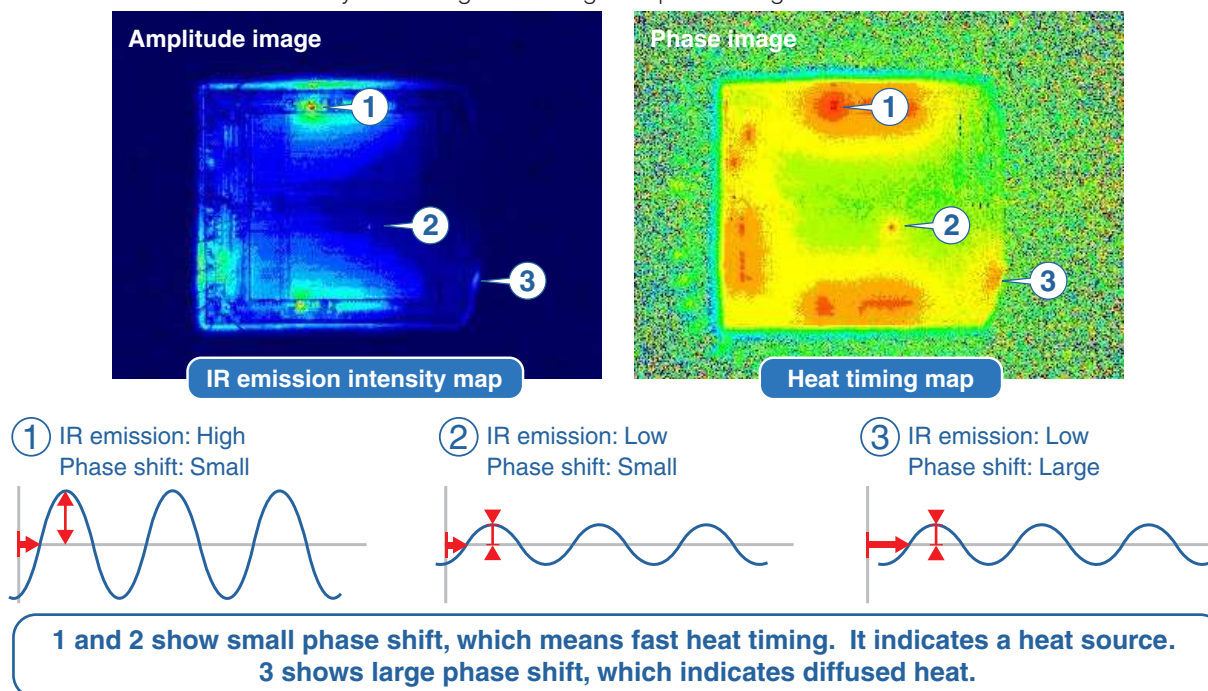 Amplitude image
Phase image
1
1
2
2
3
3
IR emission intensity map
Heat timing map
1 IR emission: High
Phase shift: Small
2 IR emission: Low
Phase shift: Small
3 IR emission: Low
Phase shift: Large
1 and 2 show small phase shift, which means fast heat timing. It indicates a heat source.
3 shows large phase shift, which indicates diffused heat.